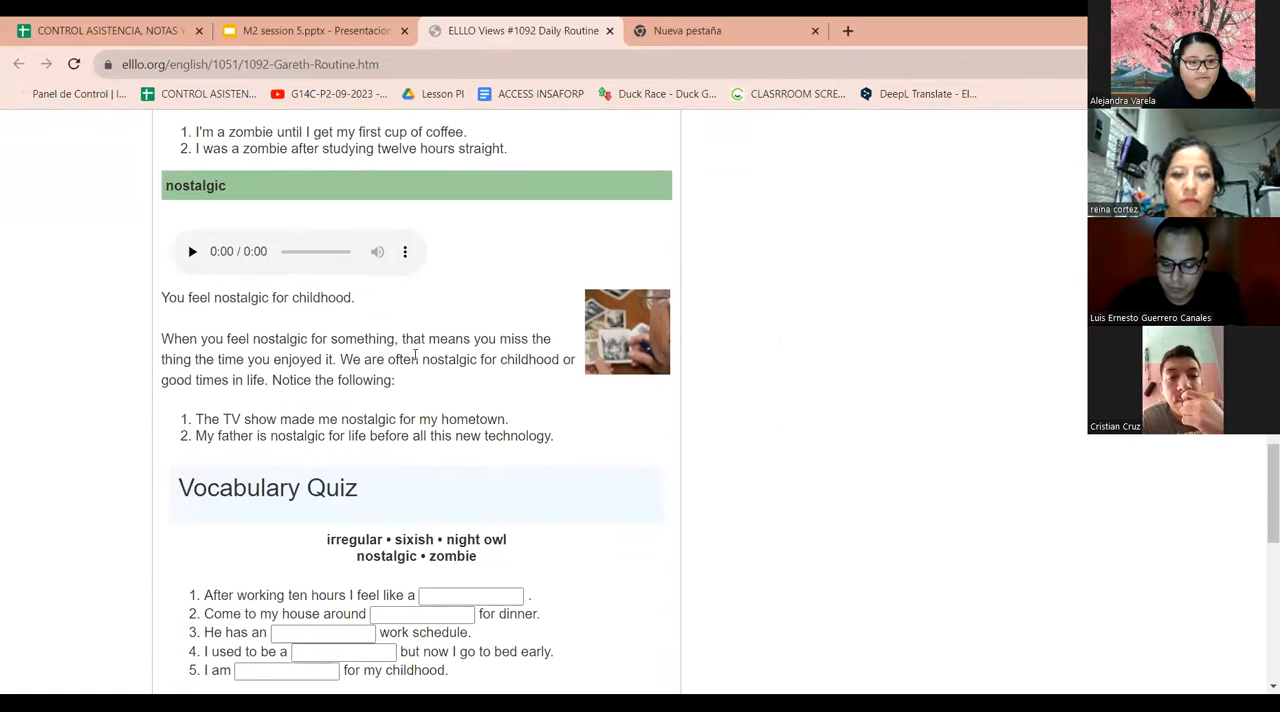 CONTROL ASISTENCIA, NOTAS Y
M2 session 5.pptx - Presentacion
ELLLO Views #1092 Daily Routine
Nueva pestaña
elllo.org/english/1051/1092-Gareth-Routine.htm
Panel de Control | I...
CONTROL ASISTEN...
G14C-P2-09-2023 -...
Lesson Pl
ACCESS INSAFORP
Duck Race - Duck G...
CLASRROOM SCRE...
DeepL Translate - El...
1. I'm a zombie until I get my first cup of coffee.
2. I was a zombie after studying twelve hours straight.
nostalgic
0:00 / 0:00
You feel nostalgic for childhood.
When you feel nostalgic for something, that means you miss the
thing the time you enjoyed it. We are often nostalgic for childhood or
good times in life. Notice the following:
1. The TV show made me nostalgic for my hometown.
2. My father is nostalgic for life before all this new technology.
Vocabulary Quiz
irregular • sixish • night owl
nostalgic • zombie
1. After working ten hours I feel like a .
2. Come to my house around for dinner.
3. He has an work schedule.
4. I used to be a but now I go to bed early.
5. I am for my childhood.
Alejandra Varela
reina cortez
Luis Ernesto Guerrero Canales
Cristian Cruz